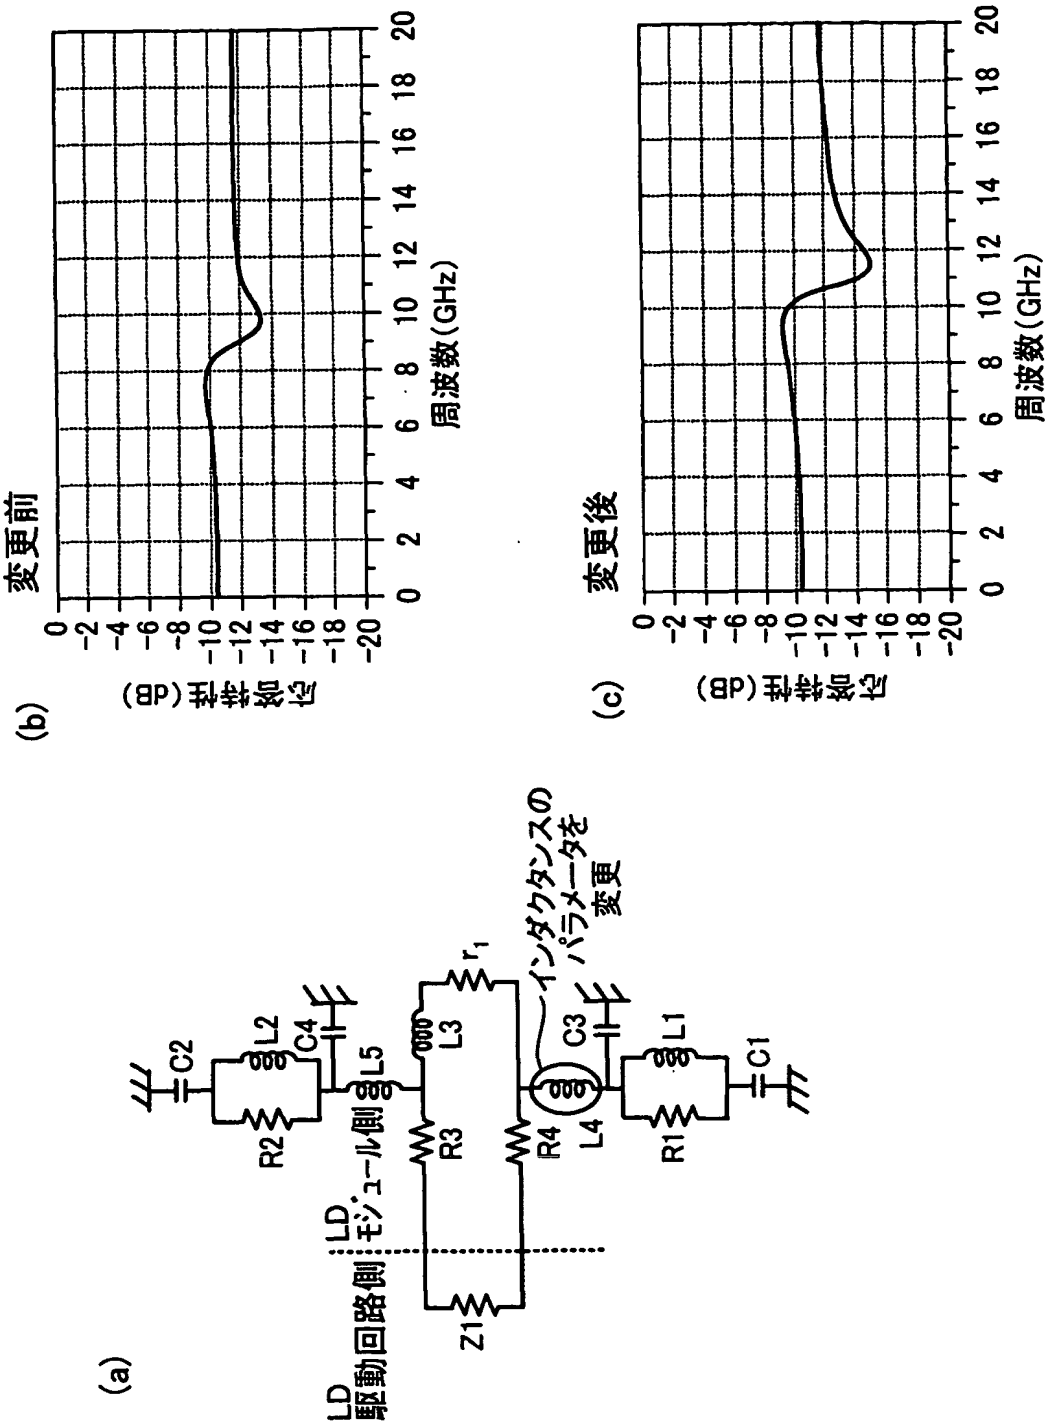 (a)
LD
駆動回路側
LD
モジュール側
Z1
R3
R4
L3
r₁
L5
C4
R2
L2
C2
L4
C3
R1
L1
C1
インダクタンスの
パラメータを
変更
(b)
変更前
応答特性(dB)
0
-2
-4
-6
-8
-10
-12
-14
-16
-18
-20
0 2 4 6 8 10 12 14 16 18 20
周波数(GHz)
(c)
変更後
応答特性(dB)
0
-2
-4
-6
-8
-10
-12
-14
-16
-18
-20
0 2 4 6 8 10 12 14 16 18 20
周波数(GHz)